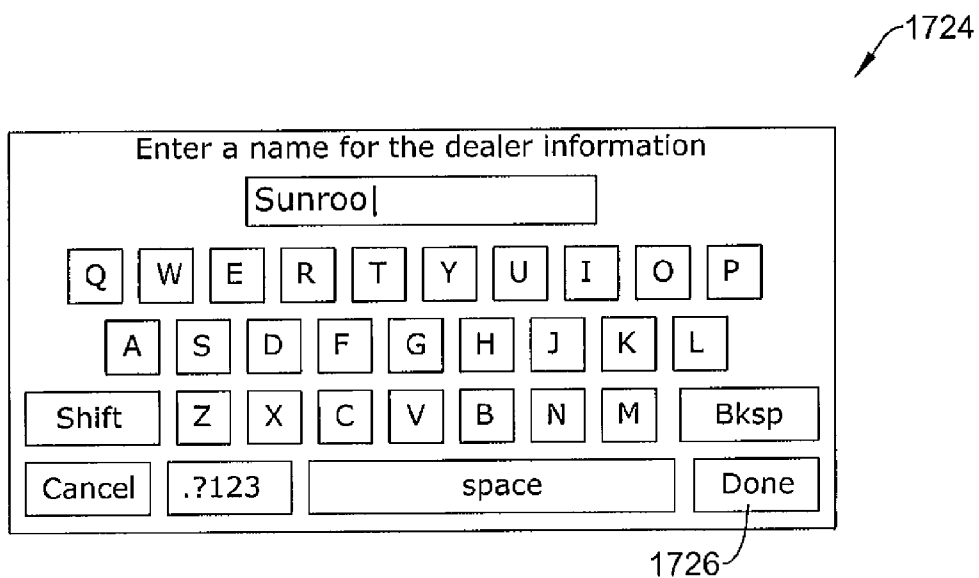 1724
Enter a name for the dealer information
Sunroo
Q W E R T Y U I O P
A S D F G H J K L
Shift Z X C V B N M Bksp
Cancel .?123 space Done
1726